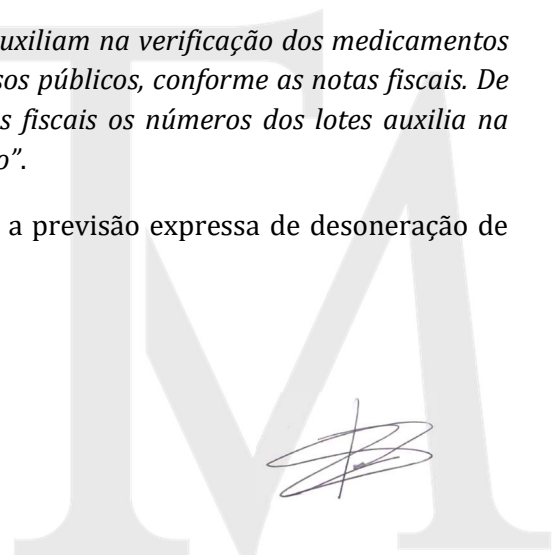 uxiliam na verificação dos medicamentos
sos públicos, conforme as notas fiscais. De
s fiscais os números dos lotes auxilia na
o”.
a previsão expressa de desoneração de